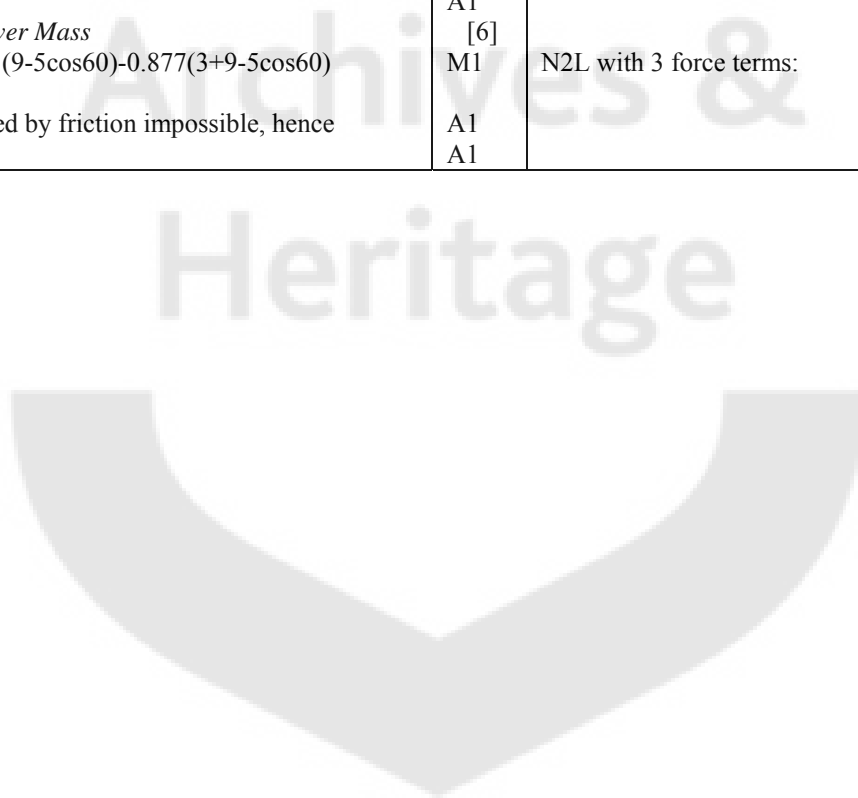 A1
ver Mass [6]
(9-5cos60)-0.877(3+9-5cos60) M1 N2L with 3 force terms:
ed by friction impossible, hence A1
A1
Archives &
Heritage